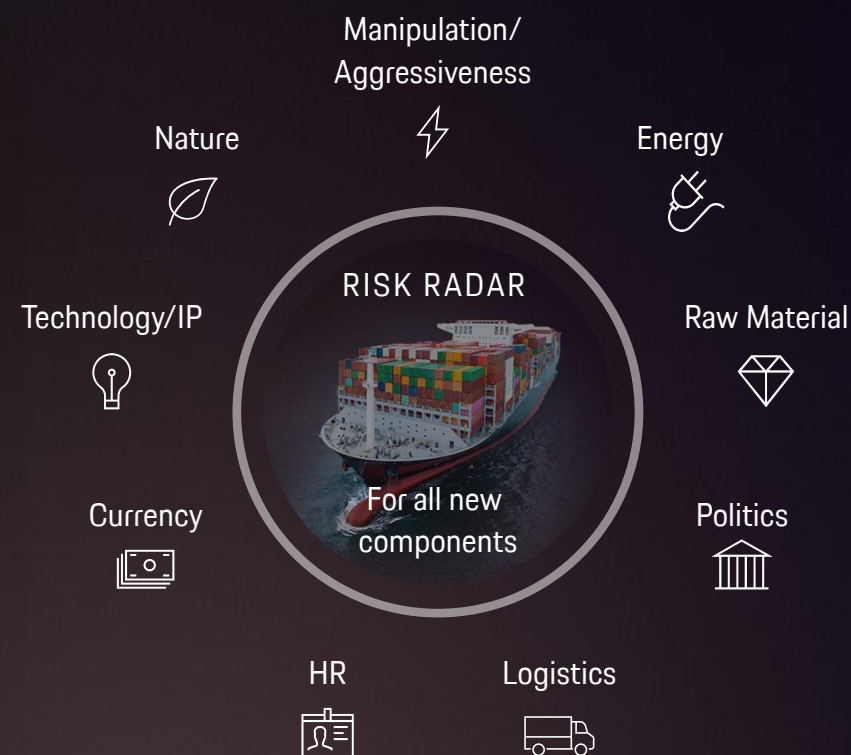 Manipulation/
Aggressiveness
Nature
Energy
RISK RADAR
Technology/IP
Raw Material
For all new
components
Currency
Politics
HR
Logistics